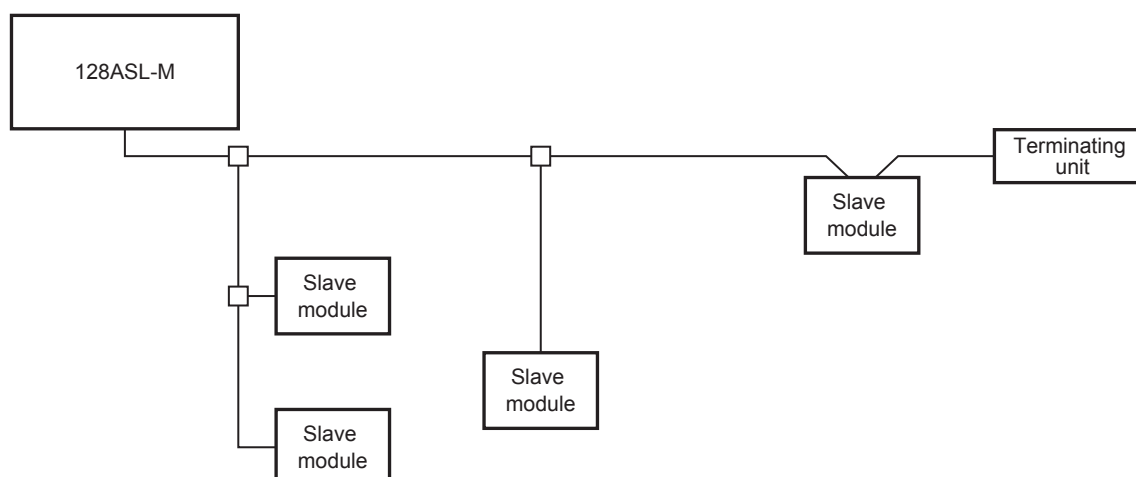 128ASL-M
Terminating
unit
Slave
module
Slave
module
Slave
module
Slave
module